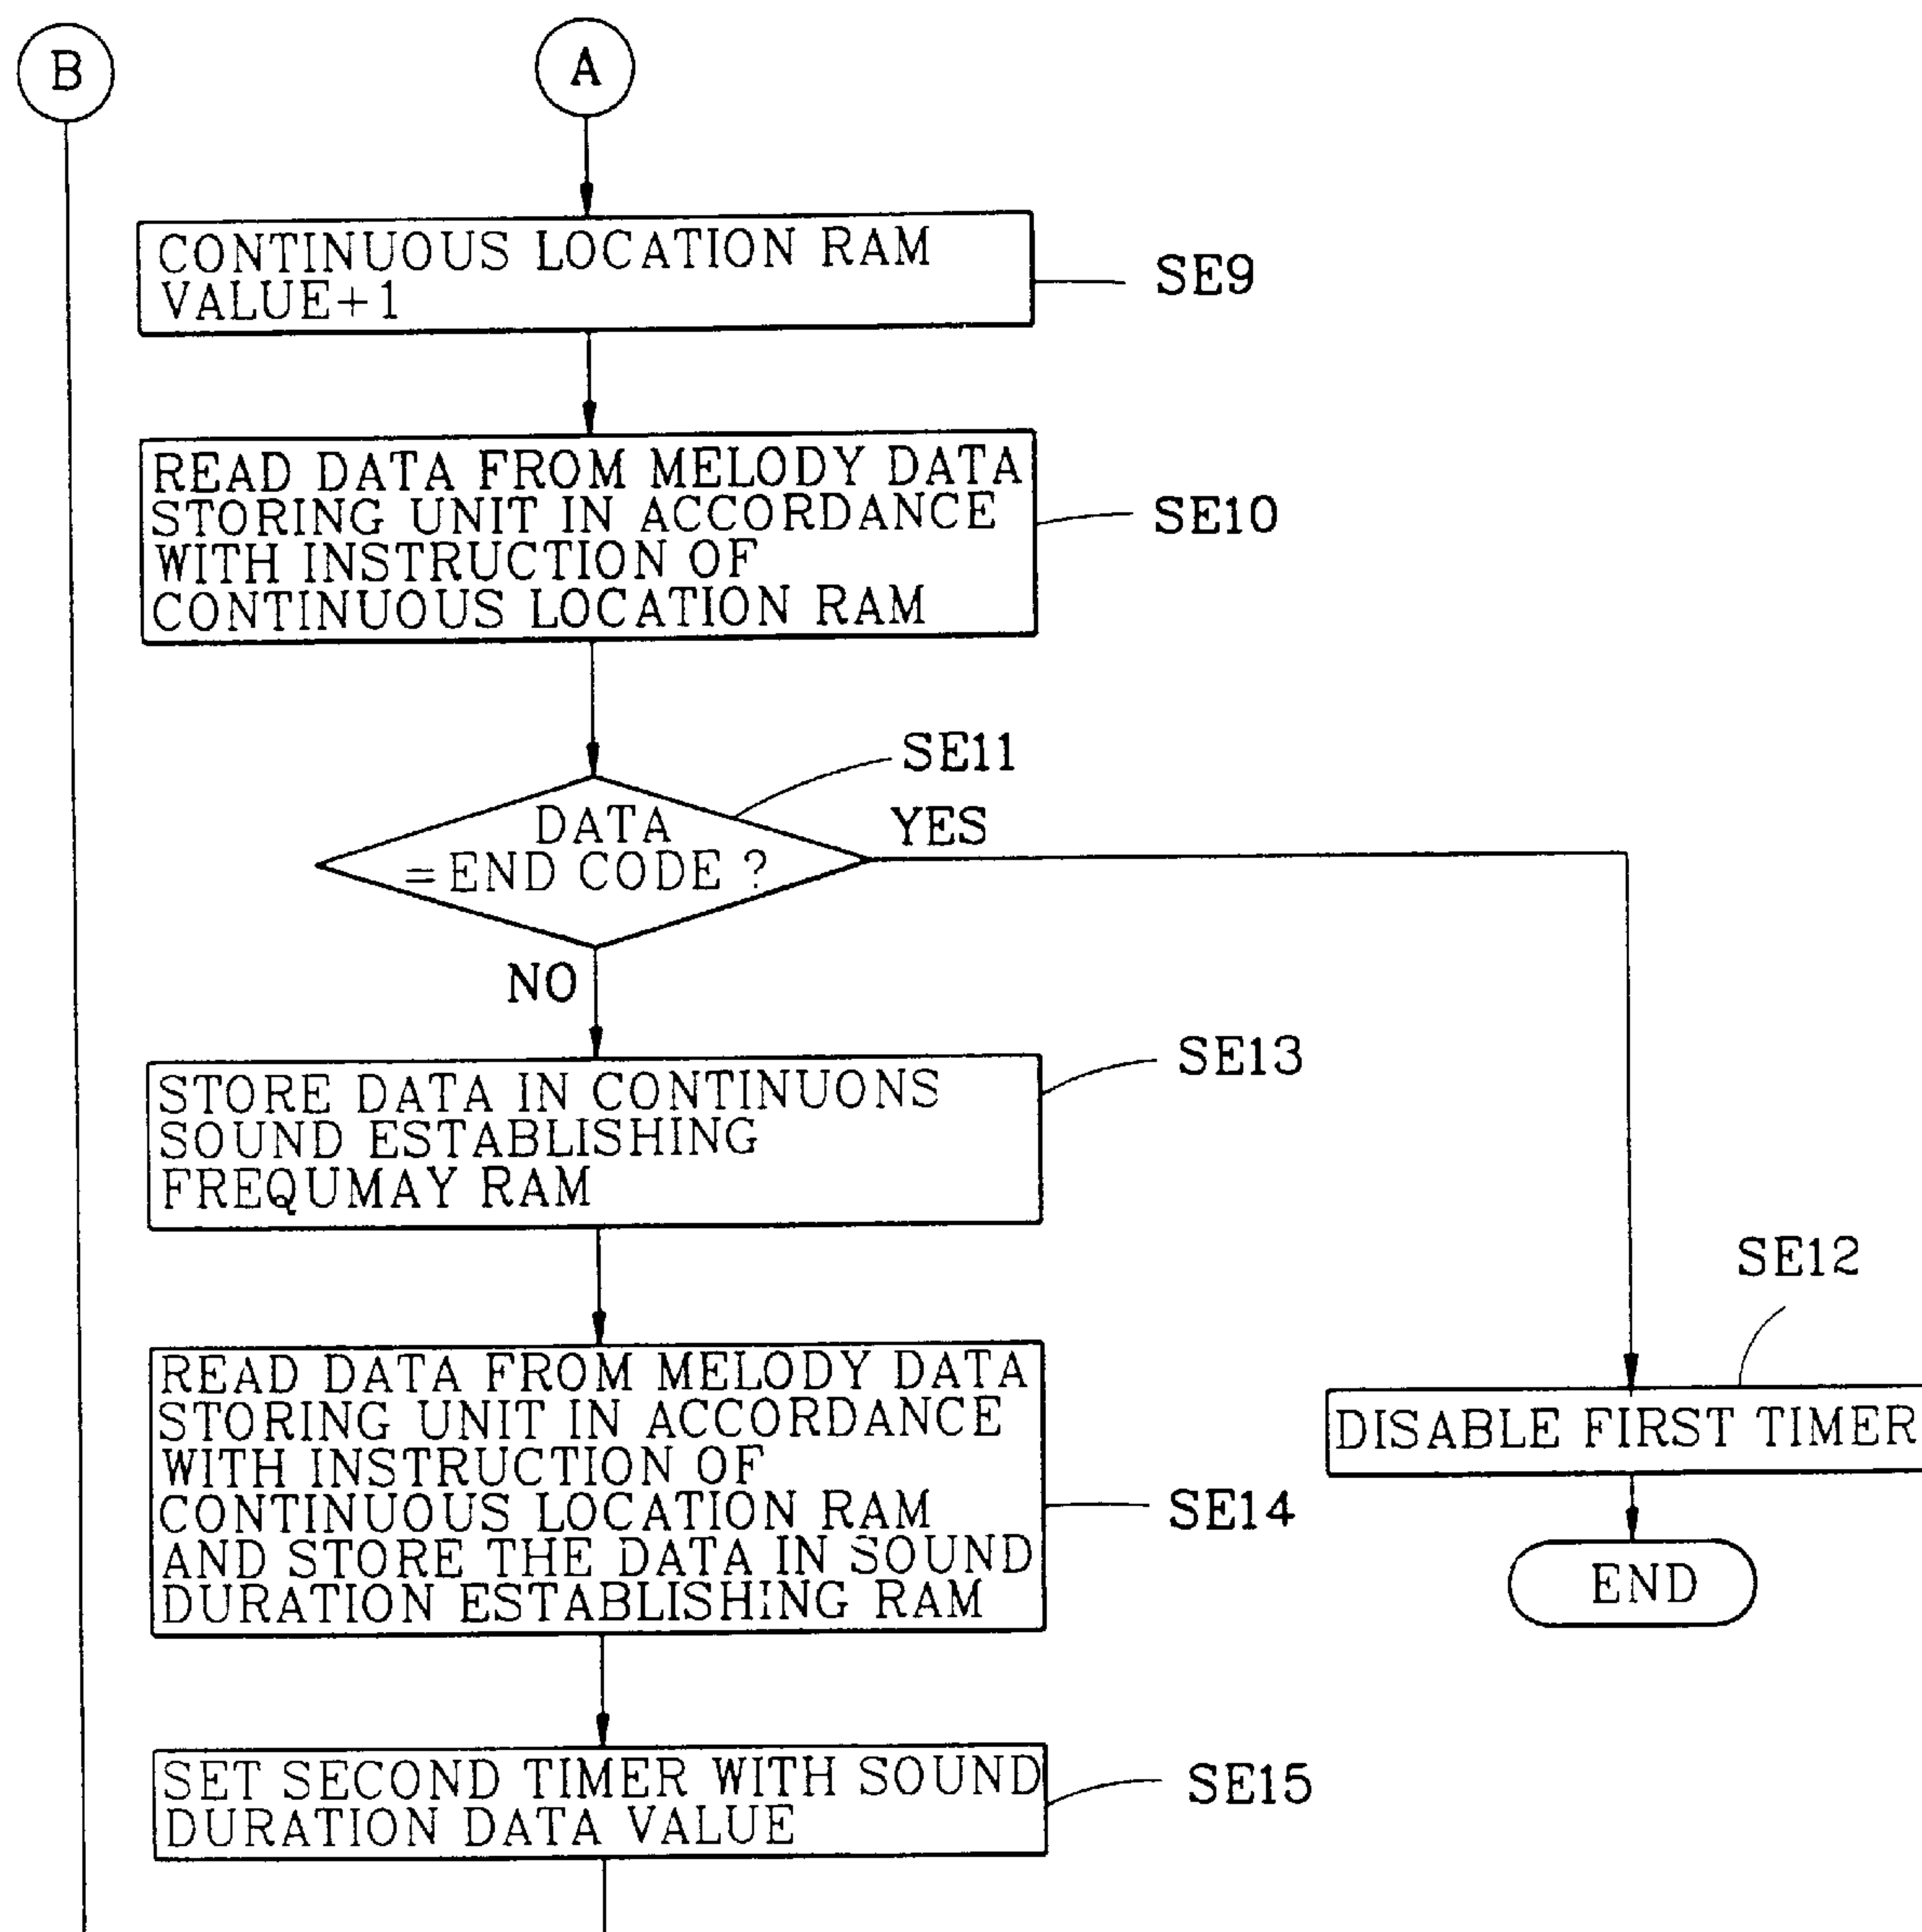 B
A
CONTINUOUS LOCATION RAM
VALUE+1
SE9
READ DATA FROM MELODY DATA
STORING UNIT IN ACCORDANCE
WITH INSTRUCTION OF
CONTINUOUS LOCATION RAM
SE10
SE11
DATA
=END CODE ?
YES
NO
SE13
STORE DATA IN CONTINUONS
SOUND ESTABLISHING
FREQUMAY RAM
SE12
READ DATA FROM MELODY DATA
STORING UNIT IN ACCORDANCE
WITH INSTRUCTION OF
CONTINUOUS LOCATION RAM
AND STORE THE DATA IN SOUND
DURATION ESTABLISHING RAM
SE14
DISABLE FIRST TIMER
END
SET SECOND TIMER WITH SOUND
DURATION DATA VALUE
SE15